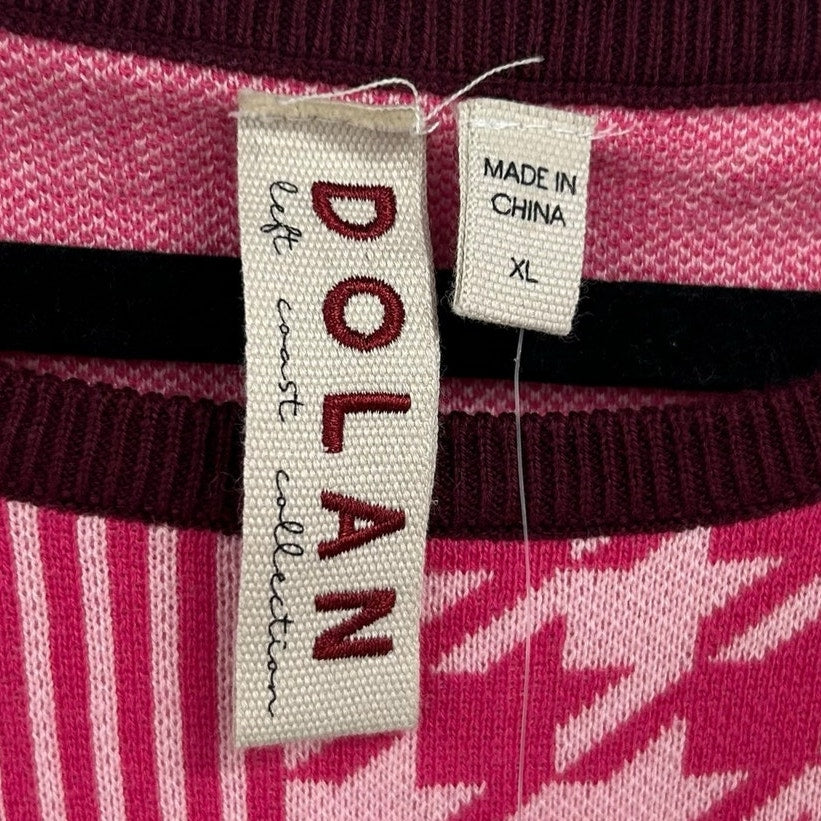 DOLAN
left coast collection
MADE IN
CHINA
XL